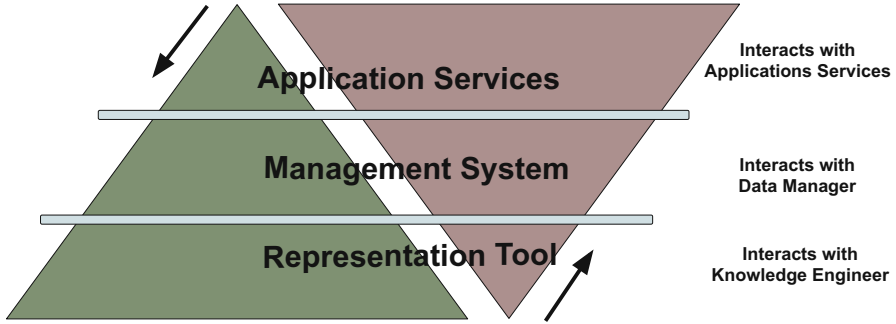 Application Services
Interacts with
Applications Services
Management System
Interacts with
Data Manager
Representation Tool
Interacts with
Knowledge Engineer